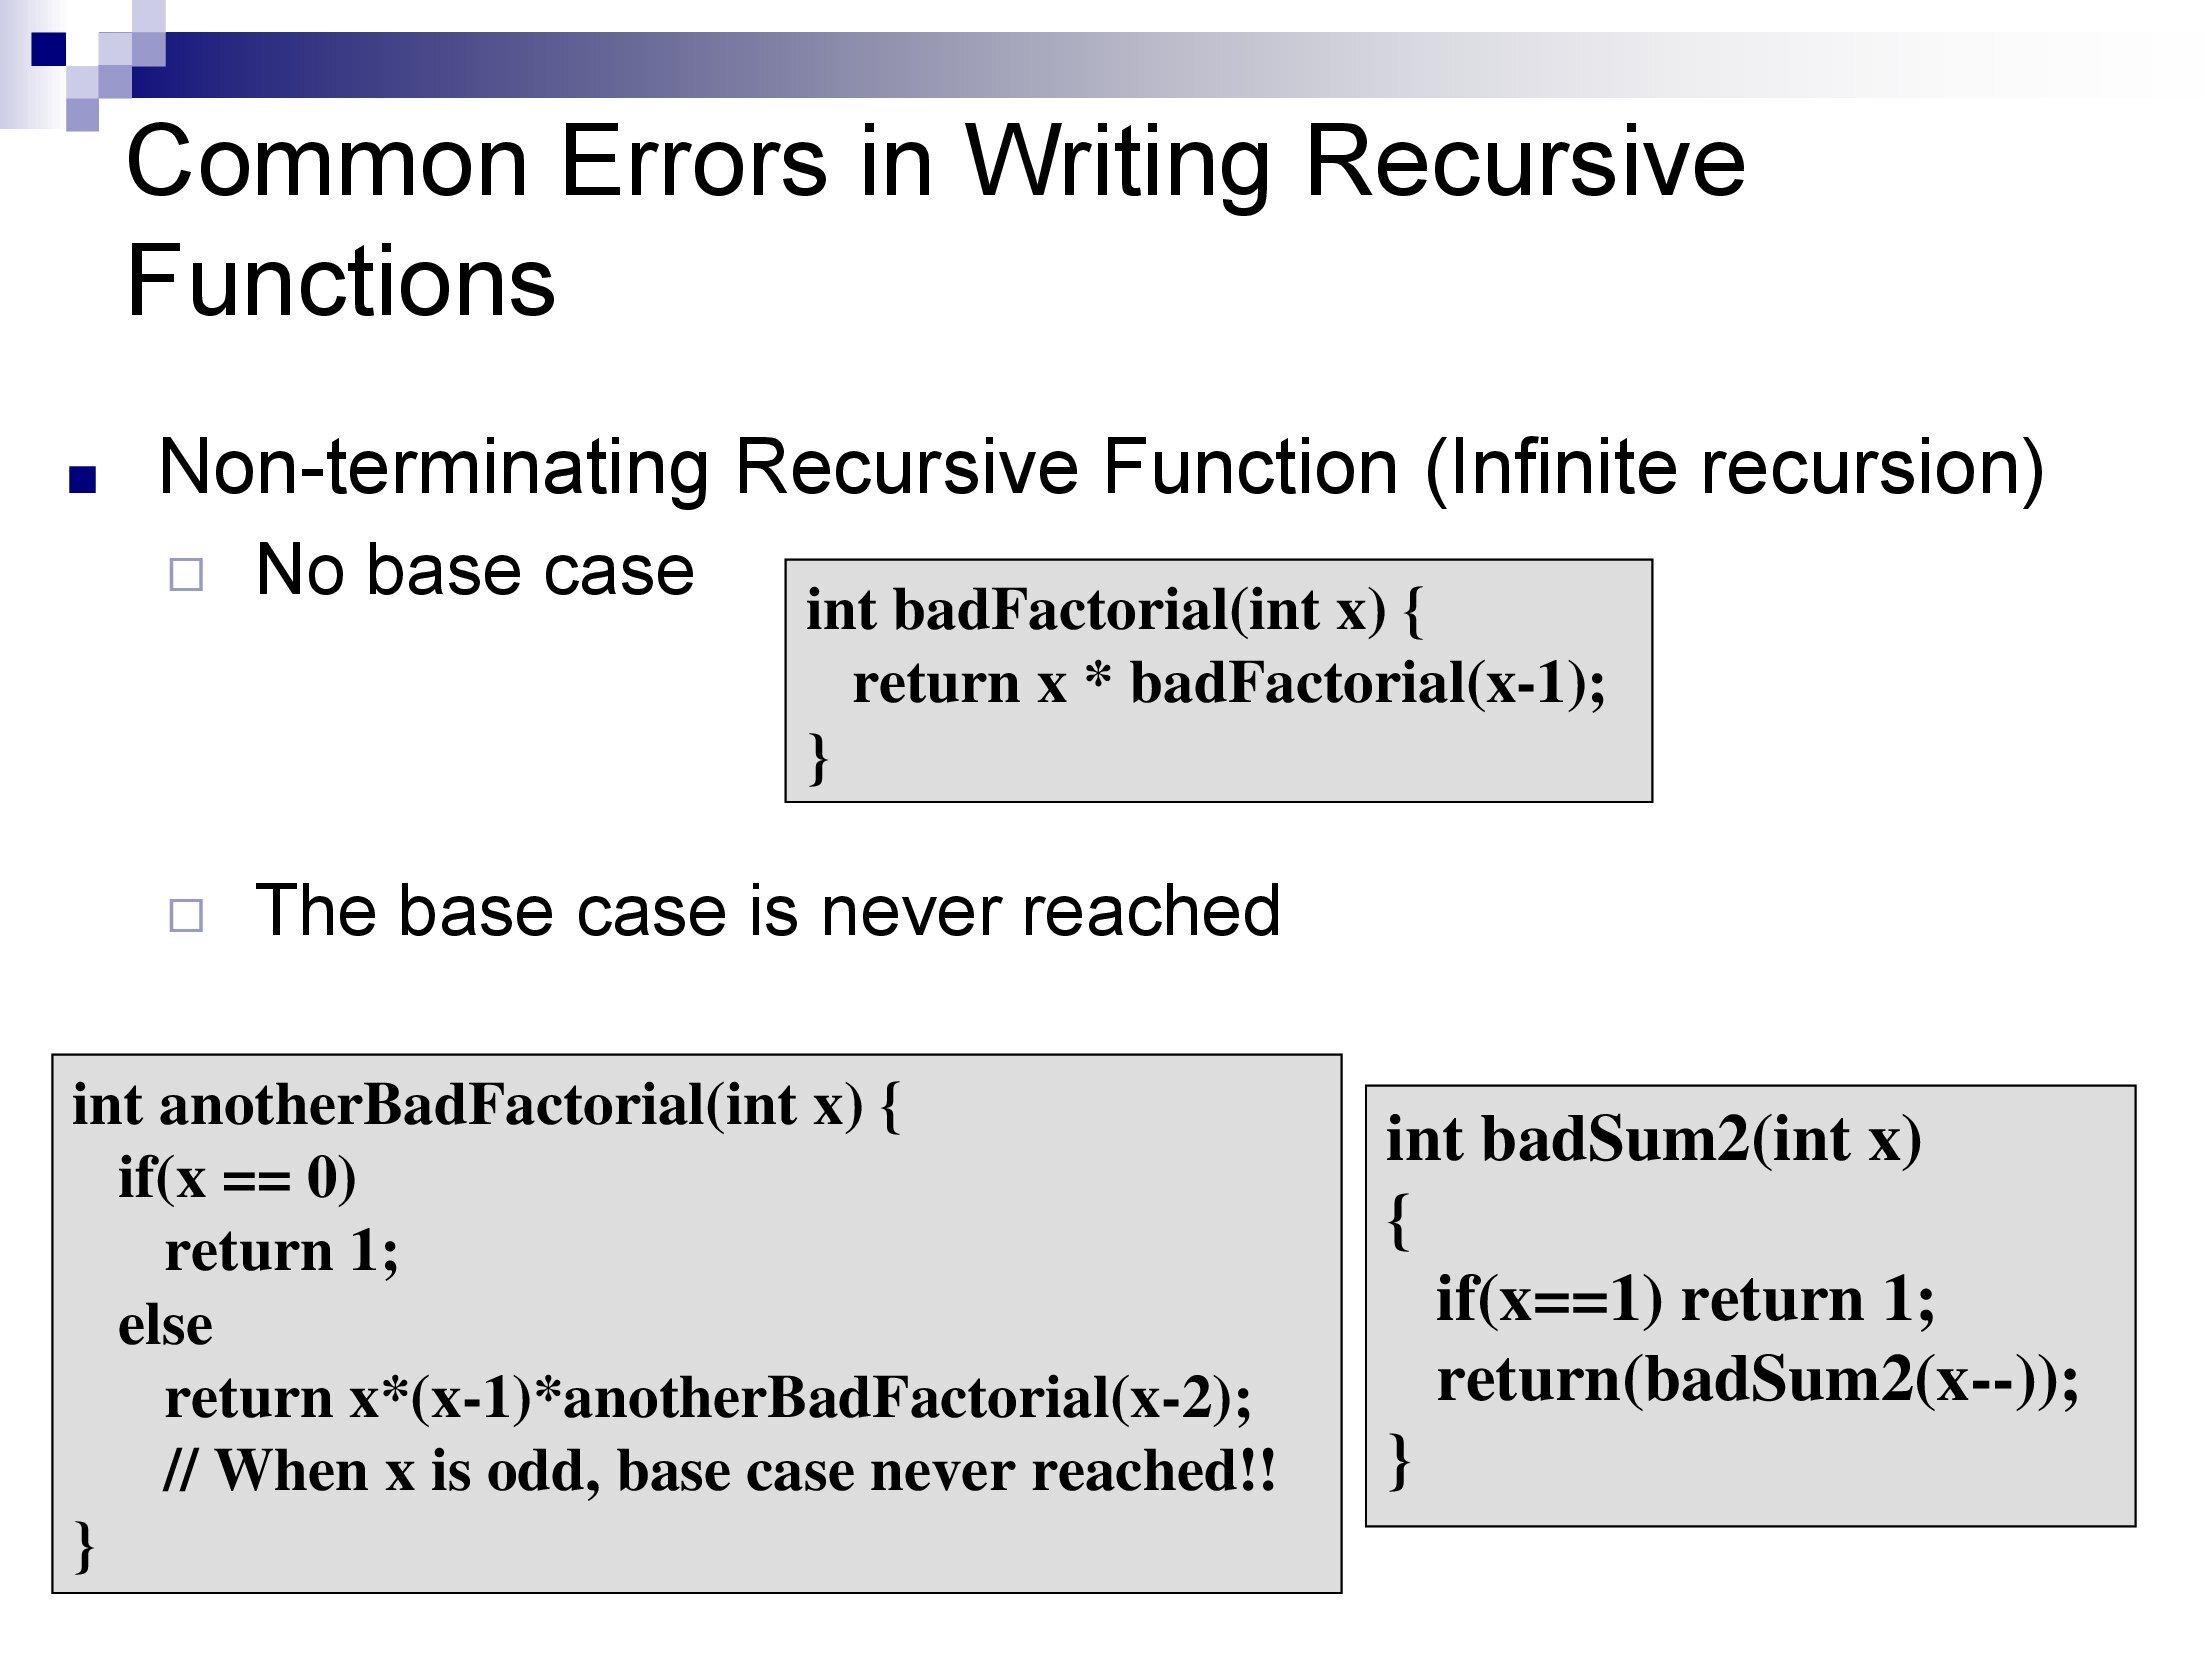 Common Errors in Writing Recursive
Functions
Non-terminating Recursive Function (Infinite recursion)
No base case
int badFactorial(int x) {
return x * badFactorial(x-1);
}
The base case is never reached
int anotherBadFactorial(int x) {
if(x == 0)
return 1;
else
return x*(x-1)*anotherBadFactorial(x-2);
// When x is odd, base case never reached!!
}
int badSum2(int x)
{
if(x==1) return 1;
return(badSum2(x--));
}